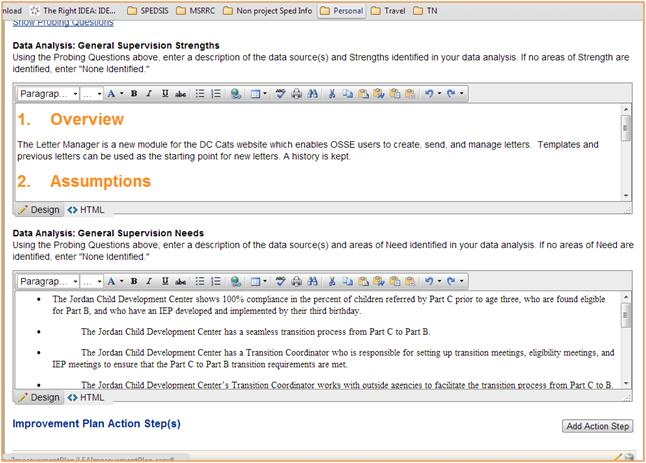 nload The Right IDEA: IDE... SPEDSIS MSRRC Non project Sped Info Personal Travel TN
Show Probing Questions
Data Analysis: General Supervision Strengths
Using the Probing Questions above, enter a description of the data source(s) and Strengths identified in your data analysis. If no areas of Strength are
identified, enter "None Identified."
Paragrap... ... A B I U abc
1. Overview
The Letter Manager is a new module for the DC Cats website which enables OSSE users to create, send, and manage letters. Templates and
previous letters can be used as the starting point for new letters. A history is kept.
2. Assumptions
Design HTML
Data Analysis: General Supervision Needs
Using the Probing Questions above, enter a description of the data source(s) and areas of Need identified in your data analysis. If no areas of Need are
identified, enter "None Identified."
Paragrap... ... A B I U abc
• The Jordan Child Development Center shows 100% compliance in the percent of children referred by Part C prior to age three, who are found eligible
for Part B, and who have an IEP developed and implemented by their third birthday.
• The Jordan Child Development Center has a seamless transition process from Part C to Part B.
• The Jordan Child Development Center has a Transition Coordinator who is responsible for setting up transition meetings, eligibility meetings, and
IEP meetings to ensure that the Part C to Part B transition requirements are met.
• The Jordan Child Development Center's Transition Coordinator works with outside agencies to facilitate the transition process from Part C to B.
Design HTML
Improvement Plan Action Step(s)
Add Action Step